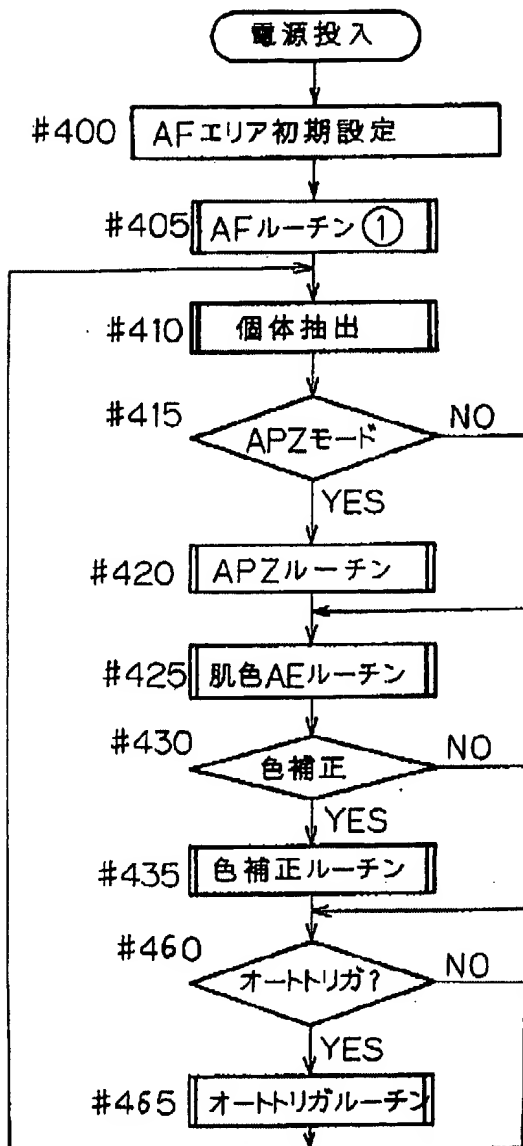 電源投入
#400 AFエリア初期設定
#405 AFルーチン①
#410 個体抽出
#415 APZモード NO
YES
#420 APZルーチン
#425 肌色AEルーチン
#430 色補正 NO
YES
#435 色補正ルーチン
#460 オートトリガ? NO
YES
#465 オートトリガルーチン